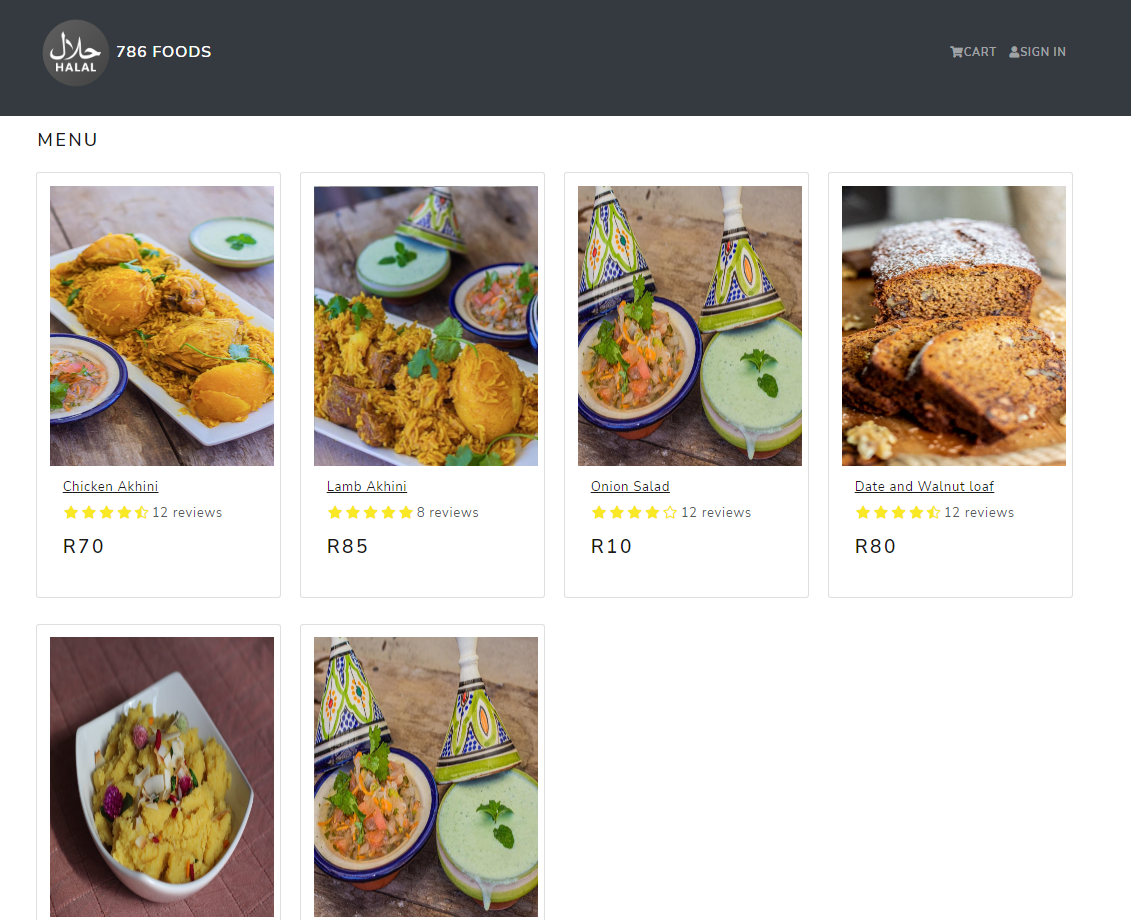 حلال
HALAL
786 FOODS
CART
SIGN IN
MENU
Chicken Akhini
12 reviews
R70
Lamb Akhini
8 reviews
R85
Onion Salad
12 reviews
R10
Date and Walnut loaf
12 reviews
R80